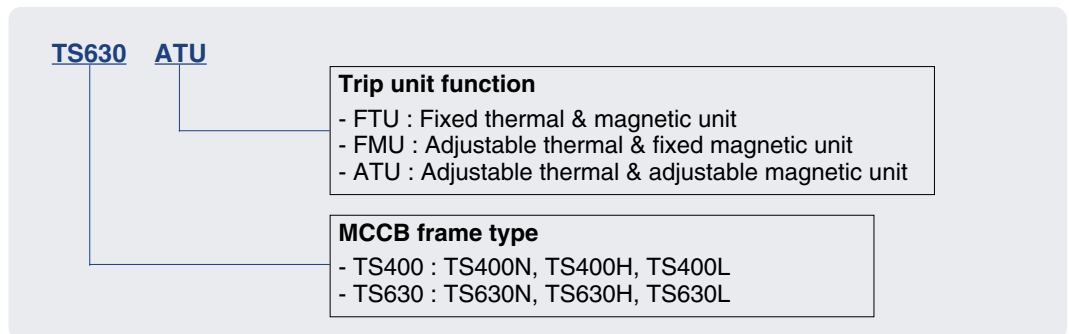 TS630 ATU
Trip unit function
- FTU : Fixed thermal & magnetic unit
- FMU : Adjustable thermal & fixed magnetic unit
- ATU : Adjustable thermal & adjustable magnetic unit
MCCB frame type
- TS400 : TS400N, TS400H, TS400L
- TS630 : TS630N, TS630H, TS630L